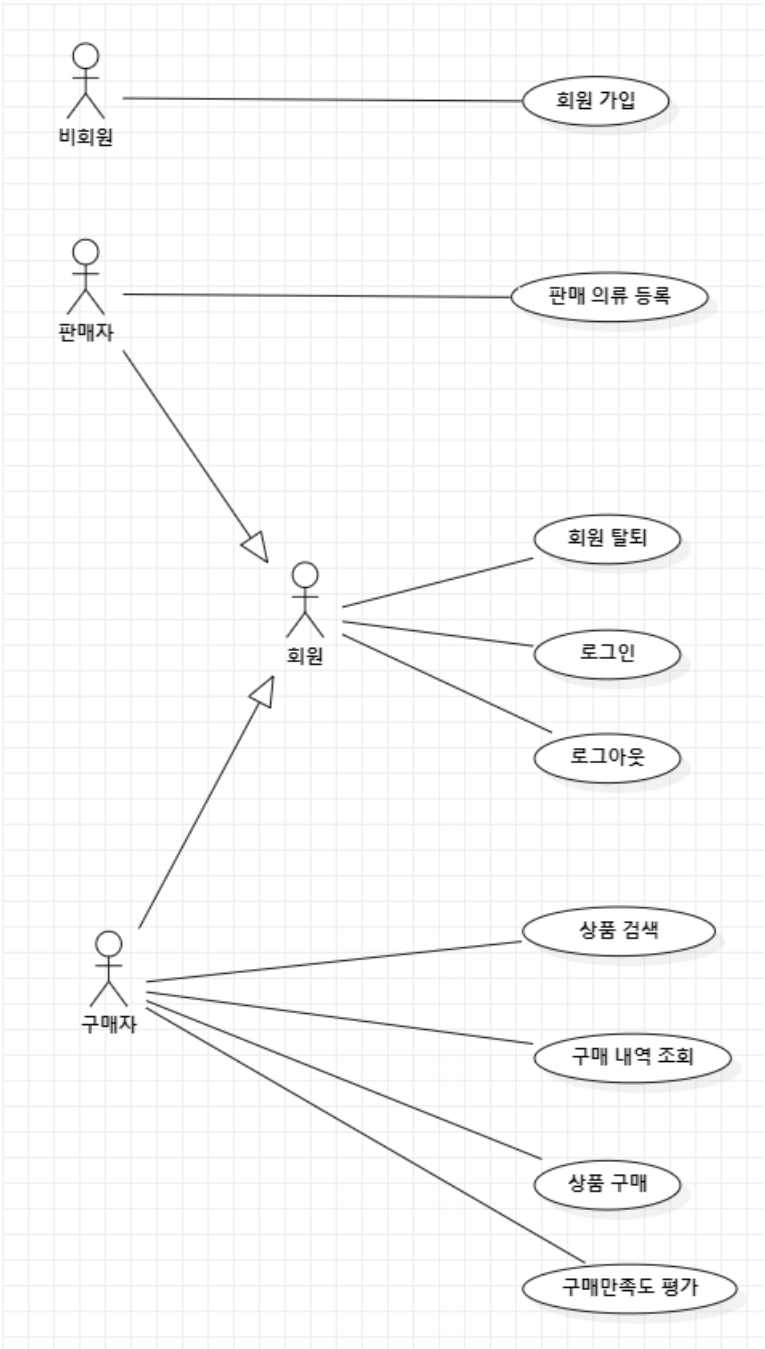 비회원
회원 가입
판매자
판매 의류 등록
회원
회원 탈퇴
로그인
로그아웃
구매자
상품 검색
구매 내역 조회
상품 구매
구매만족도 평가